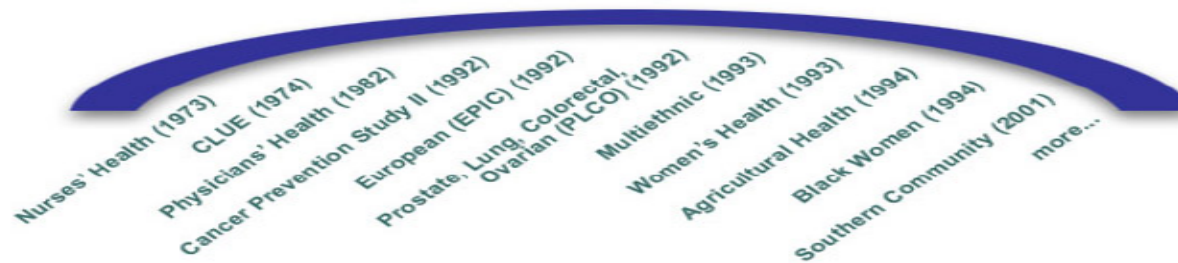 Nurses' Health (1973)
CLUE (1974)
Physicians' Health (1982)
Cancer Prevention Study II (1992)
European (EPIC) (1992)
Prostate, Lung, Colorectal,
Ovarian (PLCO) (1992)
Multiethnic (1993)
Women's Health (1993)
Agricultural Health (1994)
Black Women (1994)
Southern Community (2001)
more...